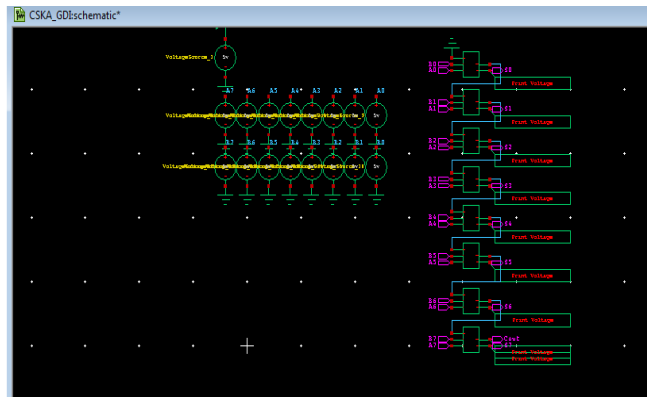 CSKA_GDI:schematic*
VoltageSource_1
5v
A7 A6 A5 A4 A3 A2 A1 A0
5v
B7 B6 B5 B4 B3 B2 B1 B0
5v
B0
A0
S0
Print Voltage
B1
A1
S1
Print Voltage
B2
A2
S2
Print Voltage
A3
S3
Print Voltage
B4
A4
S4
Print Voltage
B5
A5
S5
Print Voltage
B6
A6
S6
Print Voltage
B7
A7
Cout
Print Voltage
Print Voltage